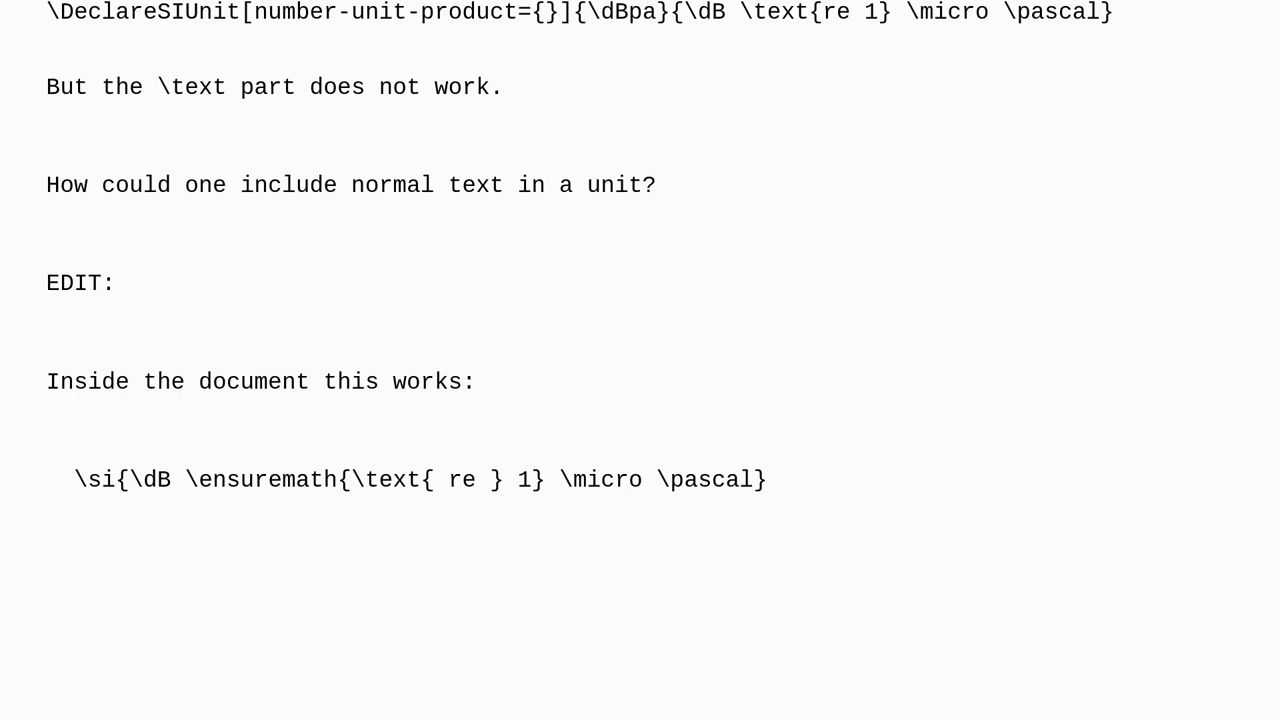 \DeclareSIUnit[number-unit-product={}]{\dBpa}{\dB \text{re 1} \micro \pascal}
But the \text part does not work.
How could one include normal text in a unit?
EDIT:
Inside the document this works:
\si{\dB \ensuremath{\text{ re } 1} \micro \pascal}